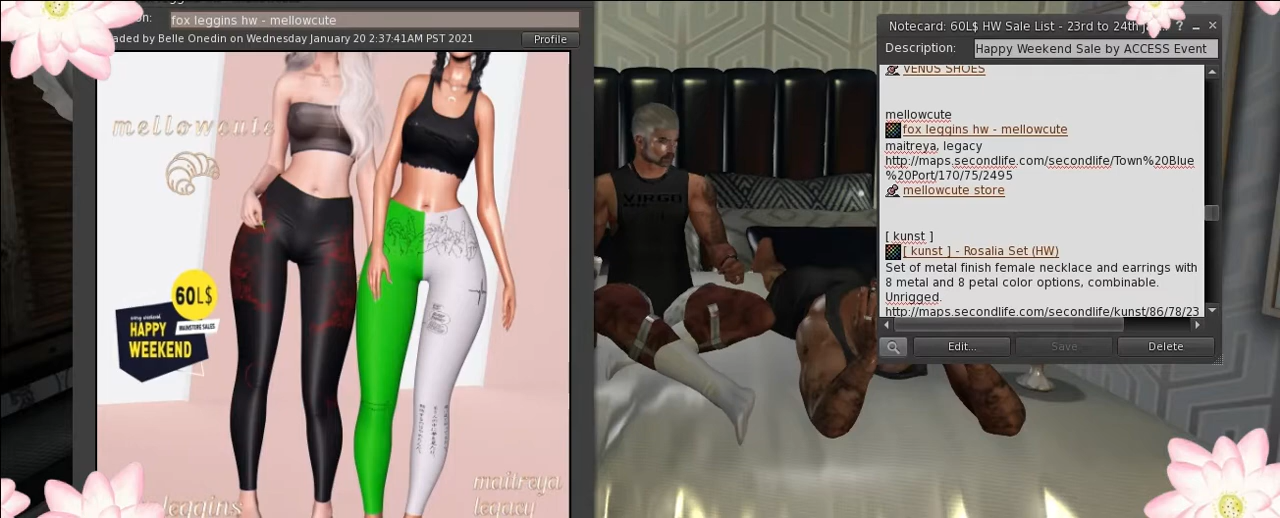 on:
fox leggins hw - mellowcute
aded by Belle Onedin on Wednesday January 20 2:37:41AM PST 2021
Profile
mellowcute
60L$
HAPPY
WEEKEND
MAINSTORE SALES
maitreya
legacy
leggins
VIRGO
Notecard: 60L$ HW Sale List - 23rd to 24th
Description:
Happy Weekend Sale by ACCESS Event
VENUS SHOES
mellowcute
fox leggins hw - mellowcute
maitreya, legacy
http://maps.secondlife.com/secondlife/Town%20Blue
%20Port/170/75/2495
mellowcute store
[ kunst ]
[ kunst ] - Rosalia Set (HW)
Set of metal finish female necklace and earrings with
8 metal and 8 petal color options, combinable.
Unrigged.
http://maps.secondlife.com/secondlife/kunst/86/78/23
Edit...
Save
Delete